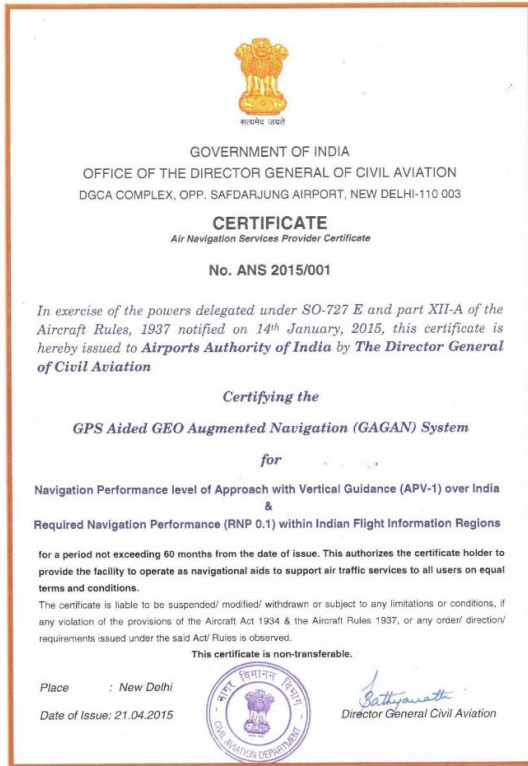 सत्यमेव जयते
GOVERNMENT OF INDIA
OFFICE OF THE DIRECTOR GENERAL OF CIVIL AVIATION
DGCA COMPLEX, OPP. SAFDARJUNG AIRPORT, NEW DELHI-110 003
CERTIFICATE
Air Navigation Services Provider Certificate
No. ANS 2015/001
In exercise of the powers delegated under SO-727 E and part XII-A of the
Aircraft Rules, 1937 notified on 14th January, 2015, this certificate is
hereby issued to Airports Authority of India by The Director General
of Civil Aviation
Certifying the
GPS Aided GEO Augmented Navigation (GAGAN) System
for
Navigation Performance level of Approach with Vertical Guidance (APV-1) over India
&
Required Navigation Performance (RNP 0.1) within Indian Flight Information Regions
for a period not exceeding 60 months from the date of issue. This authorizes the certificate holder to
provide the facility to operate as navigational aids to support air traffic services to all users on equal
terms and conditions.
The certificate is liable to be suspended/ modified/ withdrawn or subject to any limitations or conditions, if
any violation of the provisions of the Aircraft Act 1934 & the Aircraft Rules 1937, or any order/ direction/
requirements issued under the said Act/ Rules is observed.
This certificate is non-transferable.
Place : New Delhi
Date of Issue: 21.04.2015
नागर विमानन विभाग
CIVIL AVIATION DEPARTMENT
Director General Civil Aviation